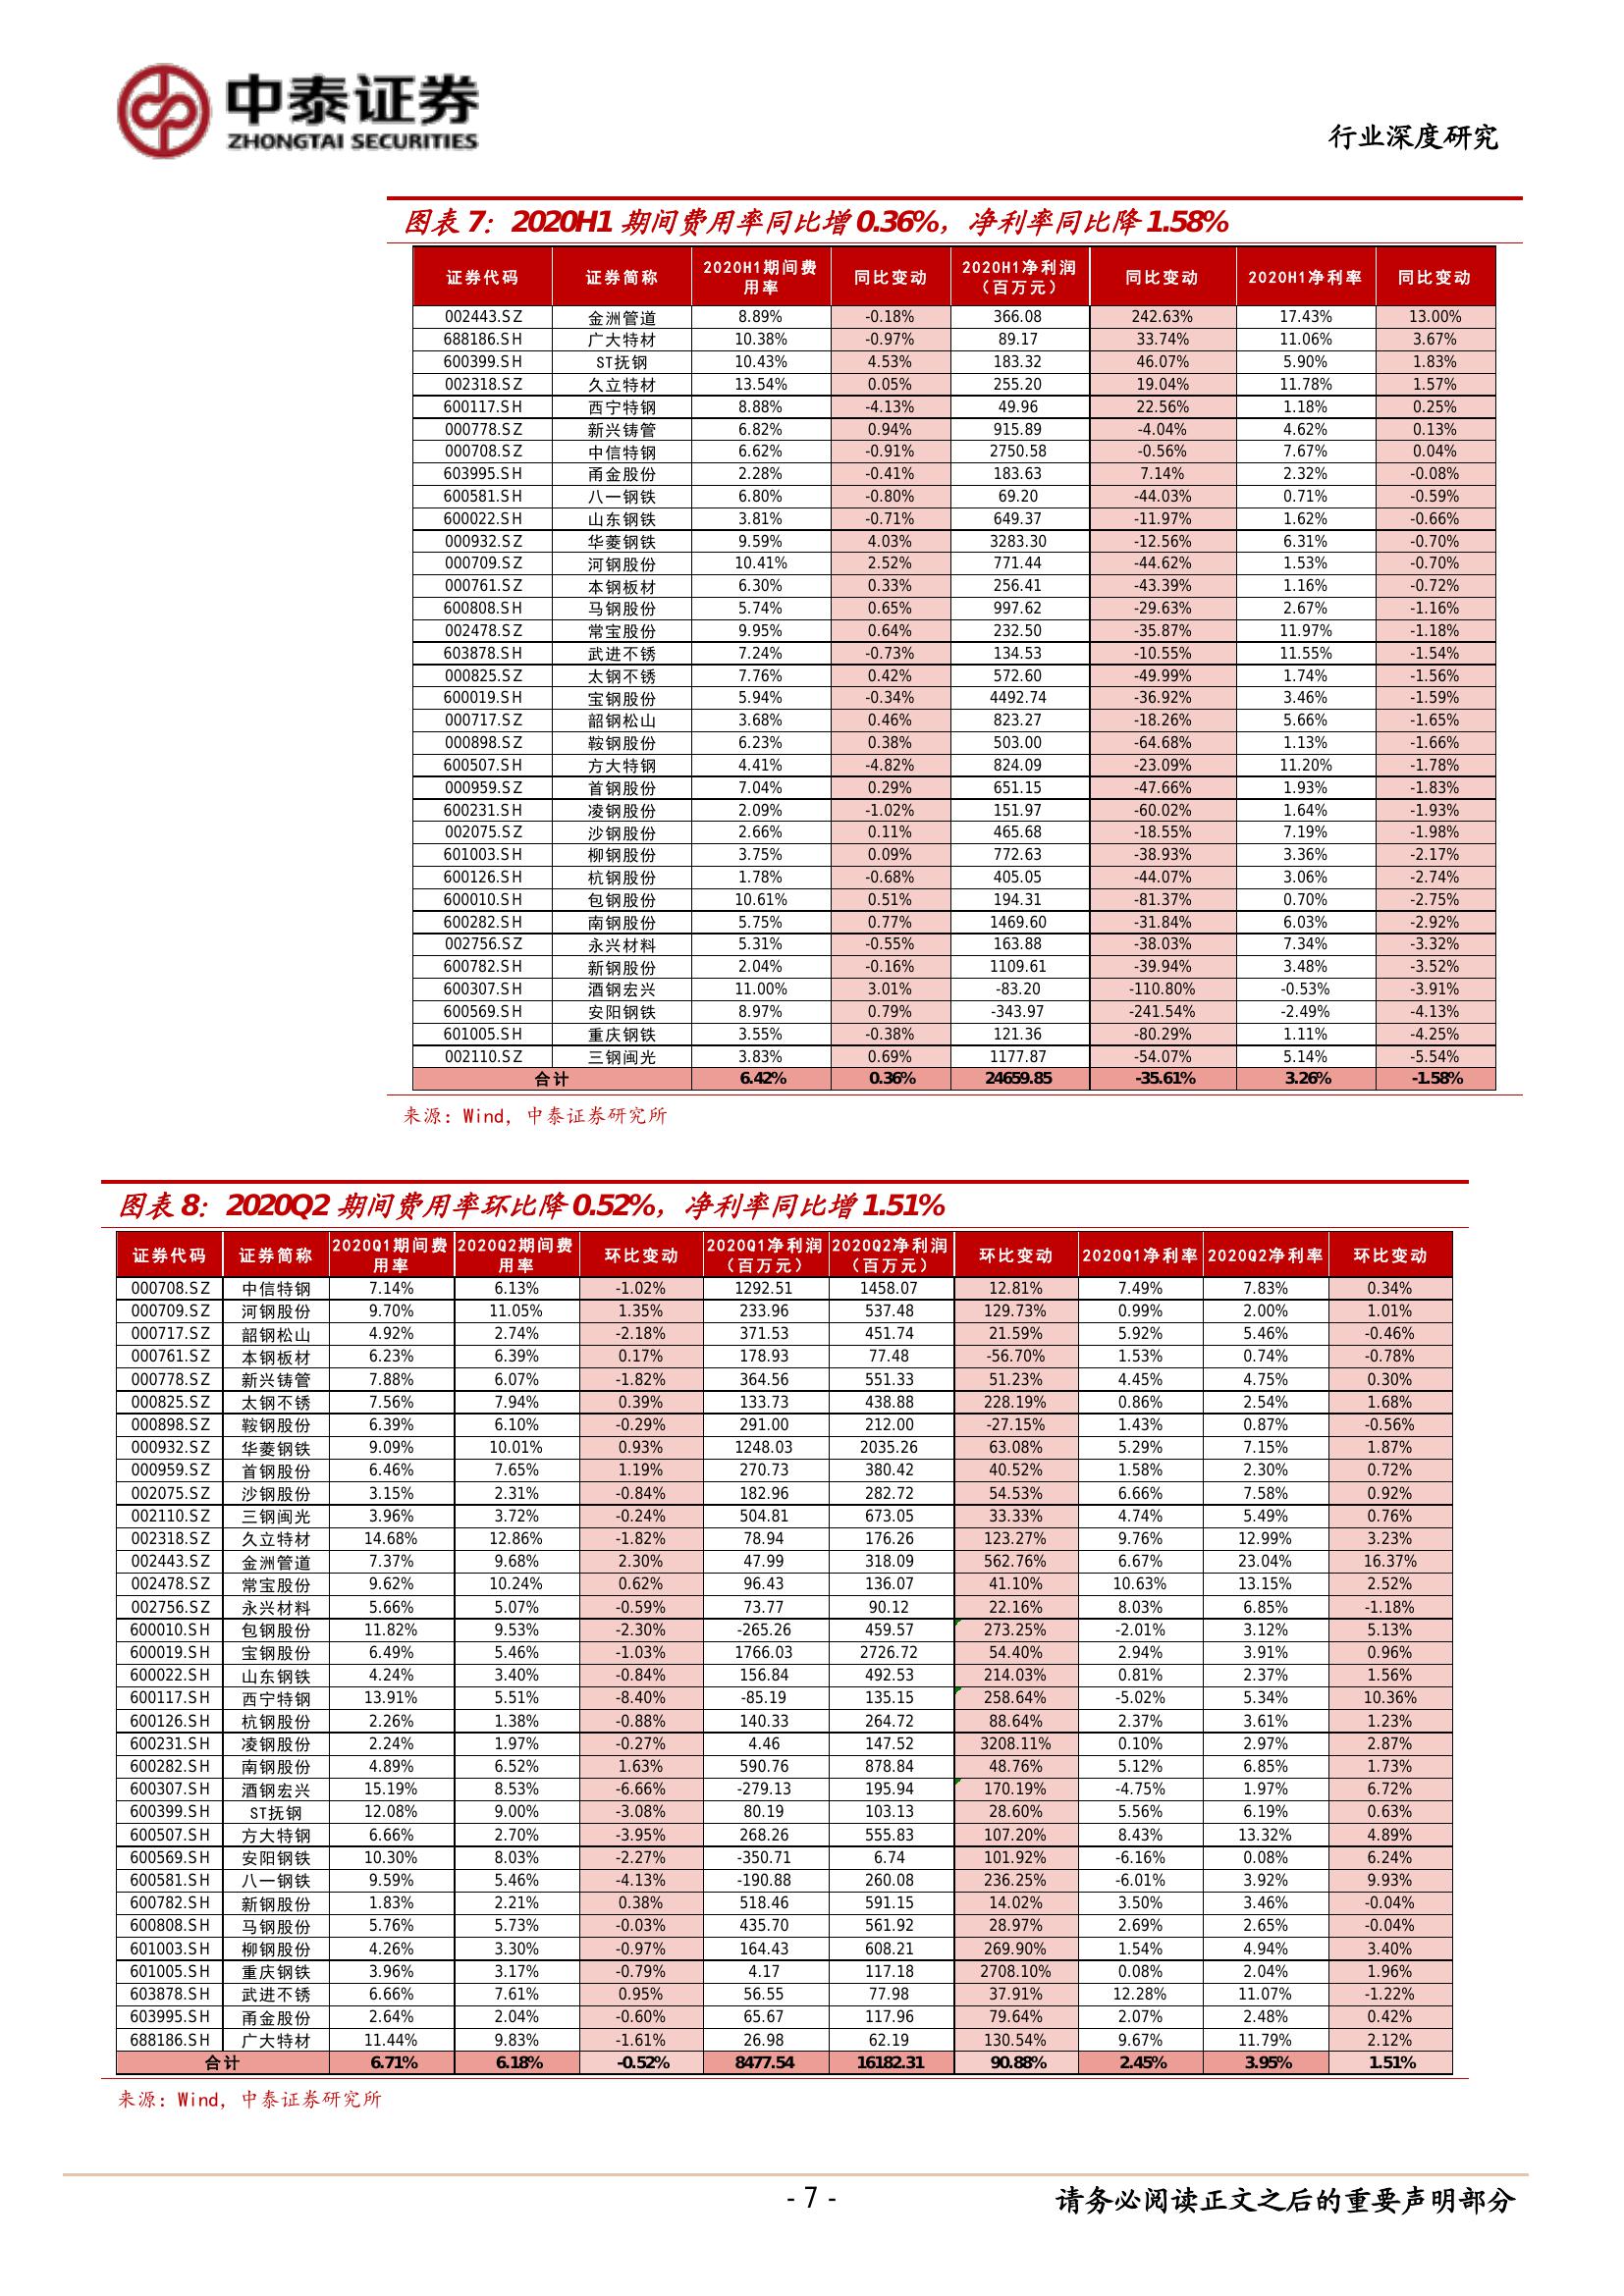 中泰证券
ZHONGTAI SECURITIES
行业深度研究
图表 7：2020H1 期间费用率同比增 0.36%，净利率同比降 1.58%
证券代码 证券简称 2020H1期间费用率 同比变动 2020H1净利润（百万元） 同比变动 2020H1净利率 同比变动
002443.SZ 金洲管道 8.89% -0.18% 366.08 242.63% 17.43% 13.00%
688186.SH 广大特材 10.38% -0.97% 89.17 33.74% 11.06% 3.67%
600399.SH ST抚钢 10.43% 4.53% 183.32 46.07% 5.90% 1.83%
002318.SZ 久立特材 13.54% 0.05% 255.20 19.04% 11.78% 1.57%
600117.SH 西宁特钢 8.88% -4.13% 49.96 22.56% 1.18% 0.25%
000778.SZ 新兴铸管 6.82% 0.94% 915.89 -4.04% 4.62% 0.13%
000708.SZ 中信特钢 6.62% -0.91% 2750.58 -0.56% 7.67% 0.04%
603995.SH 甬金股份 2.28% -0.41% 183.63 7.14% 2.32% -0.08%
600581.SH 八一钢铁 6.80% -0.80% 69.20 -44.03% 0.71% -0.59%
600022.SH 山东钢铁 3.81% -0.71% 649.37 -11.97% 1.62% -0.66%
000932.SZ 华菱钢铁 9.59% 4.03% 3283.30 -12.56% 6.31% -0.70%
000709.SZ 河钢股份 10.41% 2.52% 771.44 -44.62% 1.53% -0.70%
000761.SZ 本钢板材 6.30% 0.33% 256.41 -43.39% 1.16% -0.72%
600808.SH 马钢股份 5.74% 0.65% 997.62 -29.63% 2.67% -1.16%
002478.SZ 常宝股份 9.95% 0.64% 232.50 -35.87% 11.97% -1.18%
603878.SH 武进不锈 7.24% -0.73% 134.53 -10.55% 11.55% -1.54%
000825.SZ 太钢不锈 7.76% 0.42% 572.60 -49.99% 1.74% -1.56%
600019.SH 宝钢股份 5.94% -0.34% 4492.74 -36.92% 3.46% -1.59%
000717.SZ 韶钢松山 3.68% 0.46% 823.27 -18.26% 5.66% -1.65%
000898.SZ 鞍钢股份 6.23% 0.38% 503.00 -64.68% 1.13% -1.66%
600507.SH 方大特钢 4.41% -4.82% 824.09 -23.09% 11.20% -1.78%
000959.SZ 首钢股份 7.04% 0.29% 651.15 -47.66% 1.93% -1.83%
600231.SH 凌钢股份 2.09% -1.02% 151.97 -60.02% 1.64% -1.93%
002075.SZ 沙钢股份 2.66% 0.11% 465.68 -18.55% 7.19% -1.98%
601003.SH 柳钢股份 3.75% 0.09% 772.63 -38.93% 3.36% -2.17%
600126.SH 杭钢股份 1.78% -0.68% 405.05 -44.07% 3.06% -2.74%
600010.SH 包钢股份 10.61% 0.51% 194.31 -81.37% 0.70% -2.75%
600282.SH 南钢股份 5.75% 0.77% 1469.60 -31.84% 6.03% -2.92%
002756.SZ 永兴材料 5.31% -0.55% 163.88 -38.03% 7.34% -3.32%
600782.SH 新钢股份 2.04% -0.16% 1109.61 -39.94% 3.48% -3.52%
600307.SH 酒钢宏兴 11.00% 3.01% -83.20 -110.80% -0.53% -3.91%
600569.SH 安阳钢铁 8.97% 0.79% -343.97 -241.54% -2.49% -4.13%
601005.SH 重庆钢铁 3.55% -0.38% 121.36 -80.29% 1.11% -4.25%
002110.SZ 三钢闽光 3.83% 0.69% 1177.87 -54.07% 5.14% -5.54%
合计 6.42% 0.36% 24659.85 -35.61% 3.26% -1.58%
来源：Wind，中泰证券研究所
图表 8：2020Q2 期间费用率环比降 0.52%，净利率同比增 1.51%
证券代码 证券简称 2020Q1期间费用率 2020Q2期间费用率 环比变动 2020Q1净利润（百万元） 2020Q2净利润（百万元） 环比变动 2020Q1净利率 2020Q2净利率 环比变动
000708.SZ 中信特钢 7.14% 6.13% -1.02% 1292.51 1458.07 12.81% 7.49% 7.83% 0.34%
000709.SZ 河钢股份 9.70% 11.05% 1.35% 233.96 537.48 129.73% 0.99% 2.00% 1.01%
000717.SZ 韶钢松山 4.92% 2.74% -2.18% 371.53 451.74 21.59% 5.92% 5.46% -0.46%
000761.SZ 本钢板材 6.23% 6.39% 0.17% 178.93 77.48 -56.70% 1.53% 0.74% -0.78%
000778.SZ 新兴铸管 7.88% 6.07% -1.82% 364.56 551.33 51.23% 4.45% 4.75% 0.30%
000825.SZ 太钢不锈 7.56% 7.94% 0.39% 133.73 438.88 228.19% 0.86% 2.54% 1.68%
000898.SZ 鞍钢股份 6.39% 6.10% -0.29% 291.00 212.00 -27.15% 1.43% 0.87% -0.56%
000932.SZ 华菱钢铁 9.09% 10.01% 0.93% 1248.03 2035.26 63.08% 5.29% 7.15% 1.87%
000959.SZ 首钢股份 6.46% 7.65% 1.19% 270.73 380.42 40.52% 1.58% 2.30% 0.72%
002075.SZ 沙钢股份 3.15% 2.31% -0.84% 182.96 282.72 54.53% 6.66% 7.58% 0.92%
002110.SZ 三钢闽光 3.96% 3.72% -0.24% 504.81 673.05 33.33% 4.74% 5.49% 0.76%
002318.SZ 久立特材 14.68% 12.86% -1.82% 78.94 176.26 123.27% 9.76% 12.99% 3.23%
002443.SZ 金洲管道 7.37% 9.68% 2.30% 47.99 318.09 562.76% 6.67% 23.04% 16.37%
002478.SZ 常宝股份 9.62% 10.24% 0.62% 96.43 136.07 41.10% 10.63% 13.15% 2.52%
002756.SZ 永兴材料 5.66% 5.07% -0.59% 73.77 90.12 22.16% 8.03% 6.85% -1.18%
600010.SH 包钢股份 11.82% 9.53% -2.30% -265.26 459.57 273.25% -2.01% 3.12% 5.13%
600019.SH 宝钢股份 6.49% 5.46% -1.03% 1766.03 2726.72 54.40% 2.94% 3.91% 0.96%
600022.SH 山东钢铁 4.24% 3.40% -0.84% 156.84 492.53 214.03% 0.81% 2.37% 1.56%
600117.SH 西宁特钢 13.91% 5.51% -8.40% -85.19 135.15 258.64% -5.02% 5.34% 10.36%
600126.SH 杭钢股份 2.26% 1.38% -0.88% 140.33 264.72 88.64% 2.37% 3.61% 1.23%
600231.SH 凌钢股份 2.24% 1.97% -0.27% 4.46 147.52 3208.11% 0.10% 2.97% 2.87%
600282.SH 南钢股份 4.89% 6.52% 1.63% 590.76 878.84 48.76% 5.12% 6.85% 1.73%
600307.SH 酒钢宏兴 15.19% 8.53% -6.66% -279.13 195.94 170.19% -4.75% 1.97% 6.72%
600399.SH ST抚钢 12.08% 9.00% -3.08% 80.19 103.13 28.60% 5.56% 6.19% 0.63%
600507.SH 方大特钢 6.66% 2.70% -3.95% 268.26 555.83 107.20% 8.43% 13.32% 4.89%
600569.SH 安阳钢铁 10.30% 8.03% -2.27% -350.71 6.74 101.92% -6.16% 0.08% 6.24%
600581.SH 八一钢铁 9.59% 5.46% -4.13% -190.88 260.08 236.25% -6.01% 3.92% 9.93%
600782.SH 新钢股份 1.83% 2.21% 0.38% 518.46 591.15 14.02% 3.50% 3.46% -0.04%
600808.SH 马钢股份 5.76% 5.73% -0.03% 435.70 561.92 28.97% 2.69% 2.65% -0.04%
601003.SH 柳钢股份 4.26% 3.30% -0.97% 164.43 608.21 269.90% 1.54% 4.94% 3.40%
601005.SH 重庆钢铁 3.96% 3.17% -0.79% 4.17 117.18 2708.10% 0.08% 2.04% 1.96%
603878.SH 武进不锈 6.66% 7.61% 0.95% 56.55 77.98 37.91% 12.28% 11.07% -1.22%
603995.SH 甬金股份 2.64% 2.04% -0.60% 65.67 117.96 79.64% 2.07% 2.48% 0.42%
688186.SH 广大特材 11.44% 9.83% -1.61% 26.98 62.19 130.54% 9.67% 11.79% 2.12%
合计 6.71% 6.18% -0.52% 8477.54 16182.31 90.88% 2.45% 3.95% 1.51%
来源：Wind，中泰证券研究所
- 7 -
请务必阅读正文之后的重要声明部分